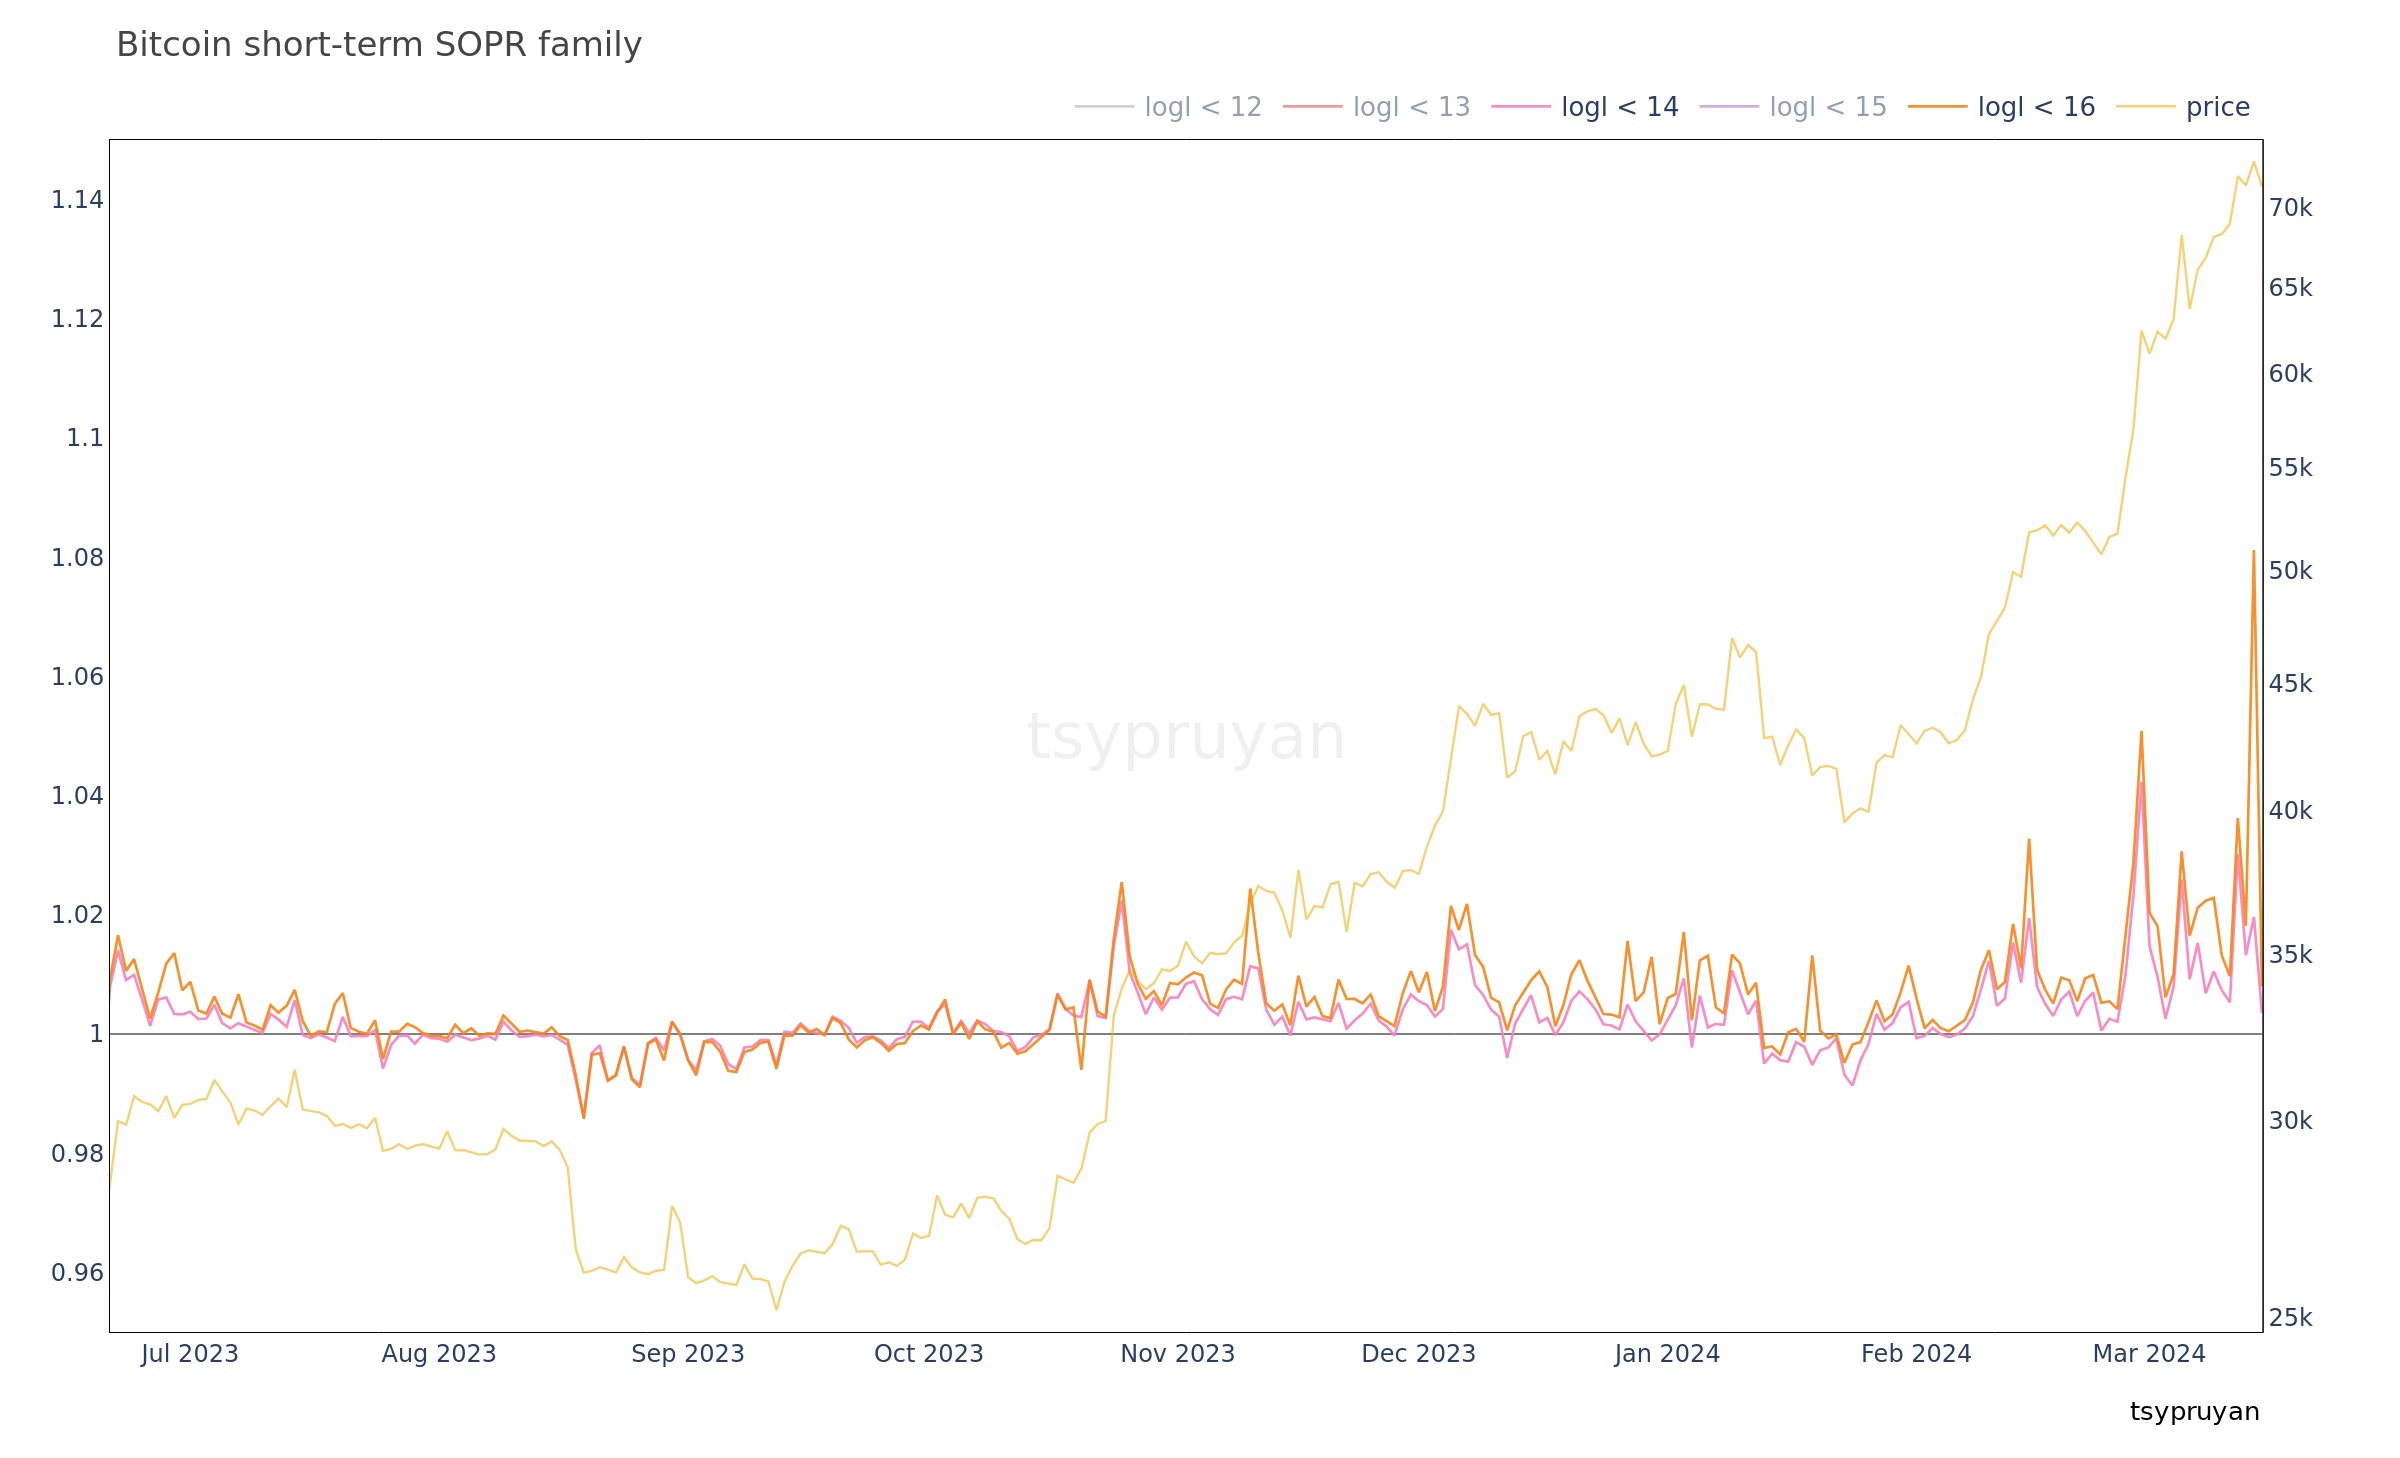 Bitcoin short-term SOPR family
logl < 12 logl < 13 logl < 14 logl < 15 logl < 16 price
1.14
1.12
1.1
1.08
1.06
1.04
1.02
1
0.98
0.96
70k
65k
60k
55k
50k
45k
40k
35k
30k
25k
tsypruyan
Jul 2023 Aug 2023 Sep 2023 Oct 2023 Nov 2023 Dec 2023 Jan 2024 Feb 2024 Mar 2024
tsypruyan